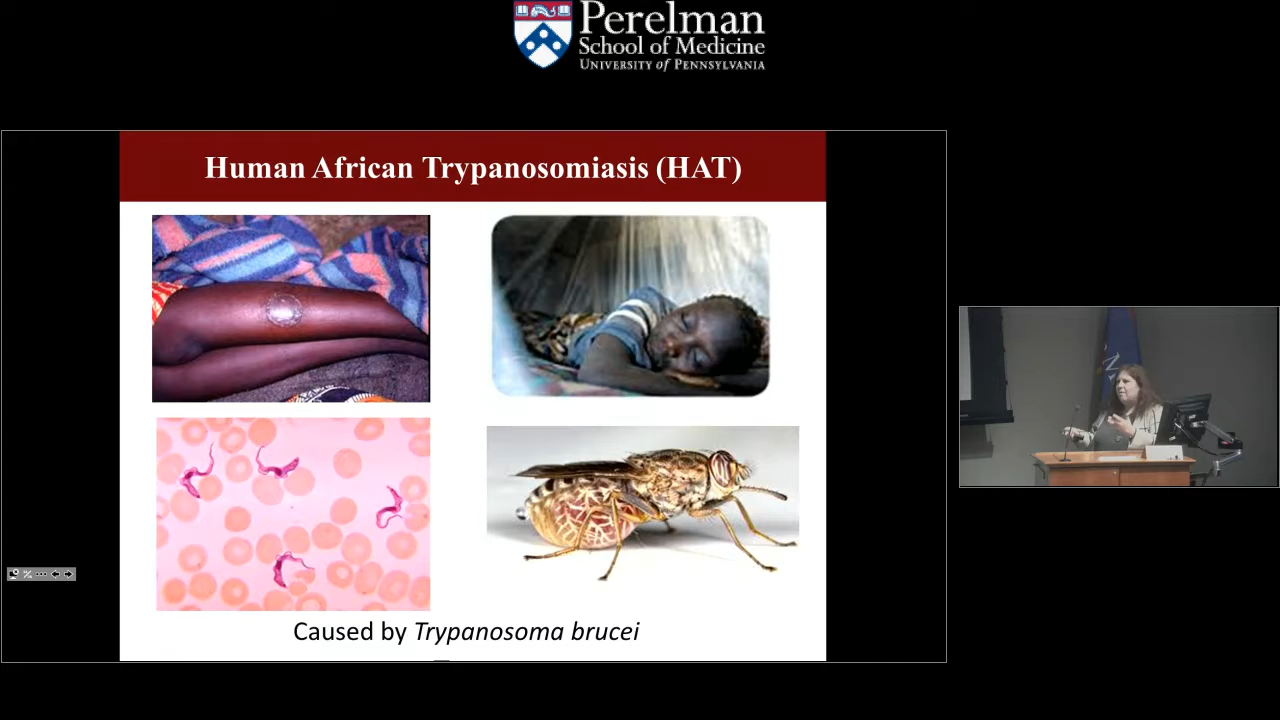 Perelman
School of Medicine
UNIVERSITY of PENNSYLVANIA
Human African Trypanosomiasis (HAT)
Caused by Trypanosoma brucei